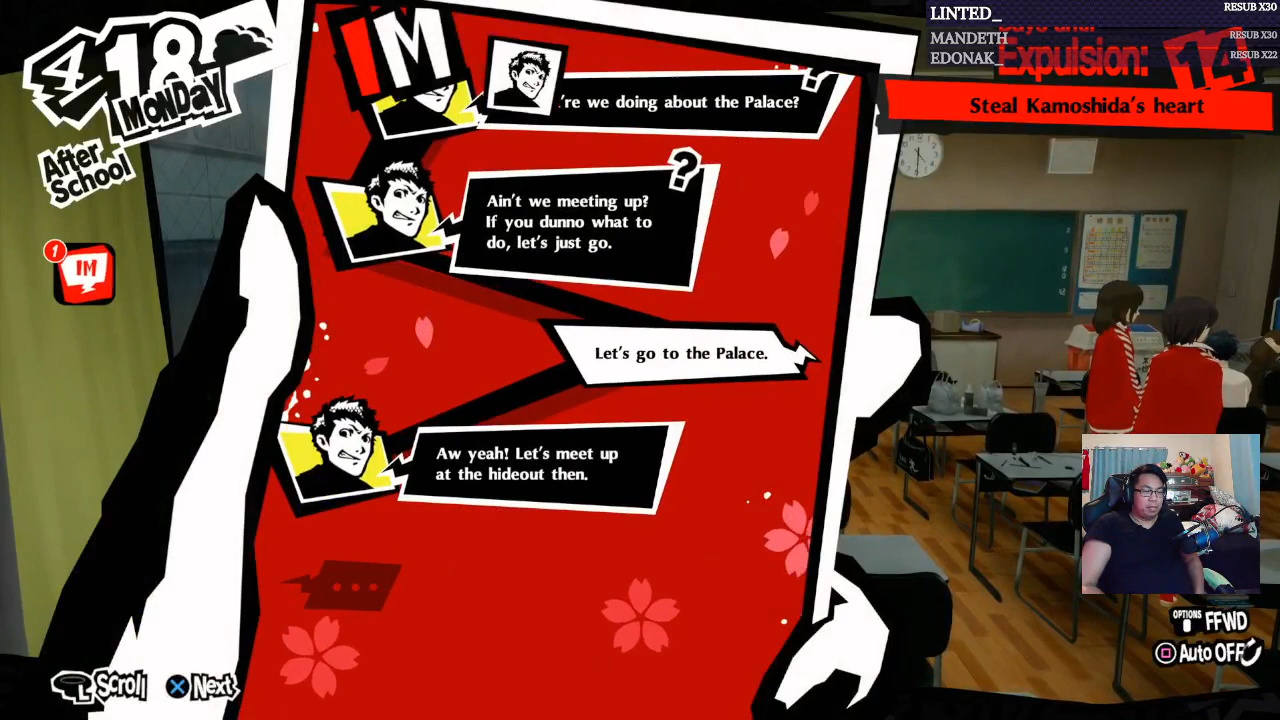 4/18
MONDAY
After
School
1
IM
IM
're we doing about the Palace?
?
Ain't we meeting up?
If you dunno what to
do, let's just go.
?
Let's go to the Palace.
Aw yeah! Let's meet up
at the hideout then.
...
LINTED_ RESUB X30
MANDETH RESUB X30
EDONAK_ RESUB X22
Expulsion: 14
Steal Kamoshida's heart
OPTIONS FFWD
Auto OFF
L Scroll
Next